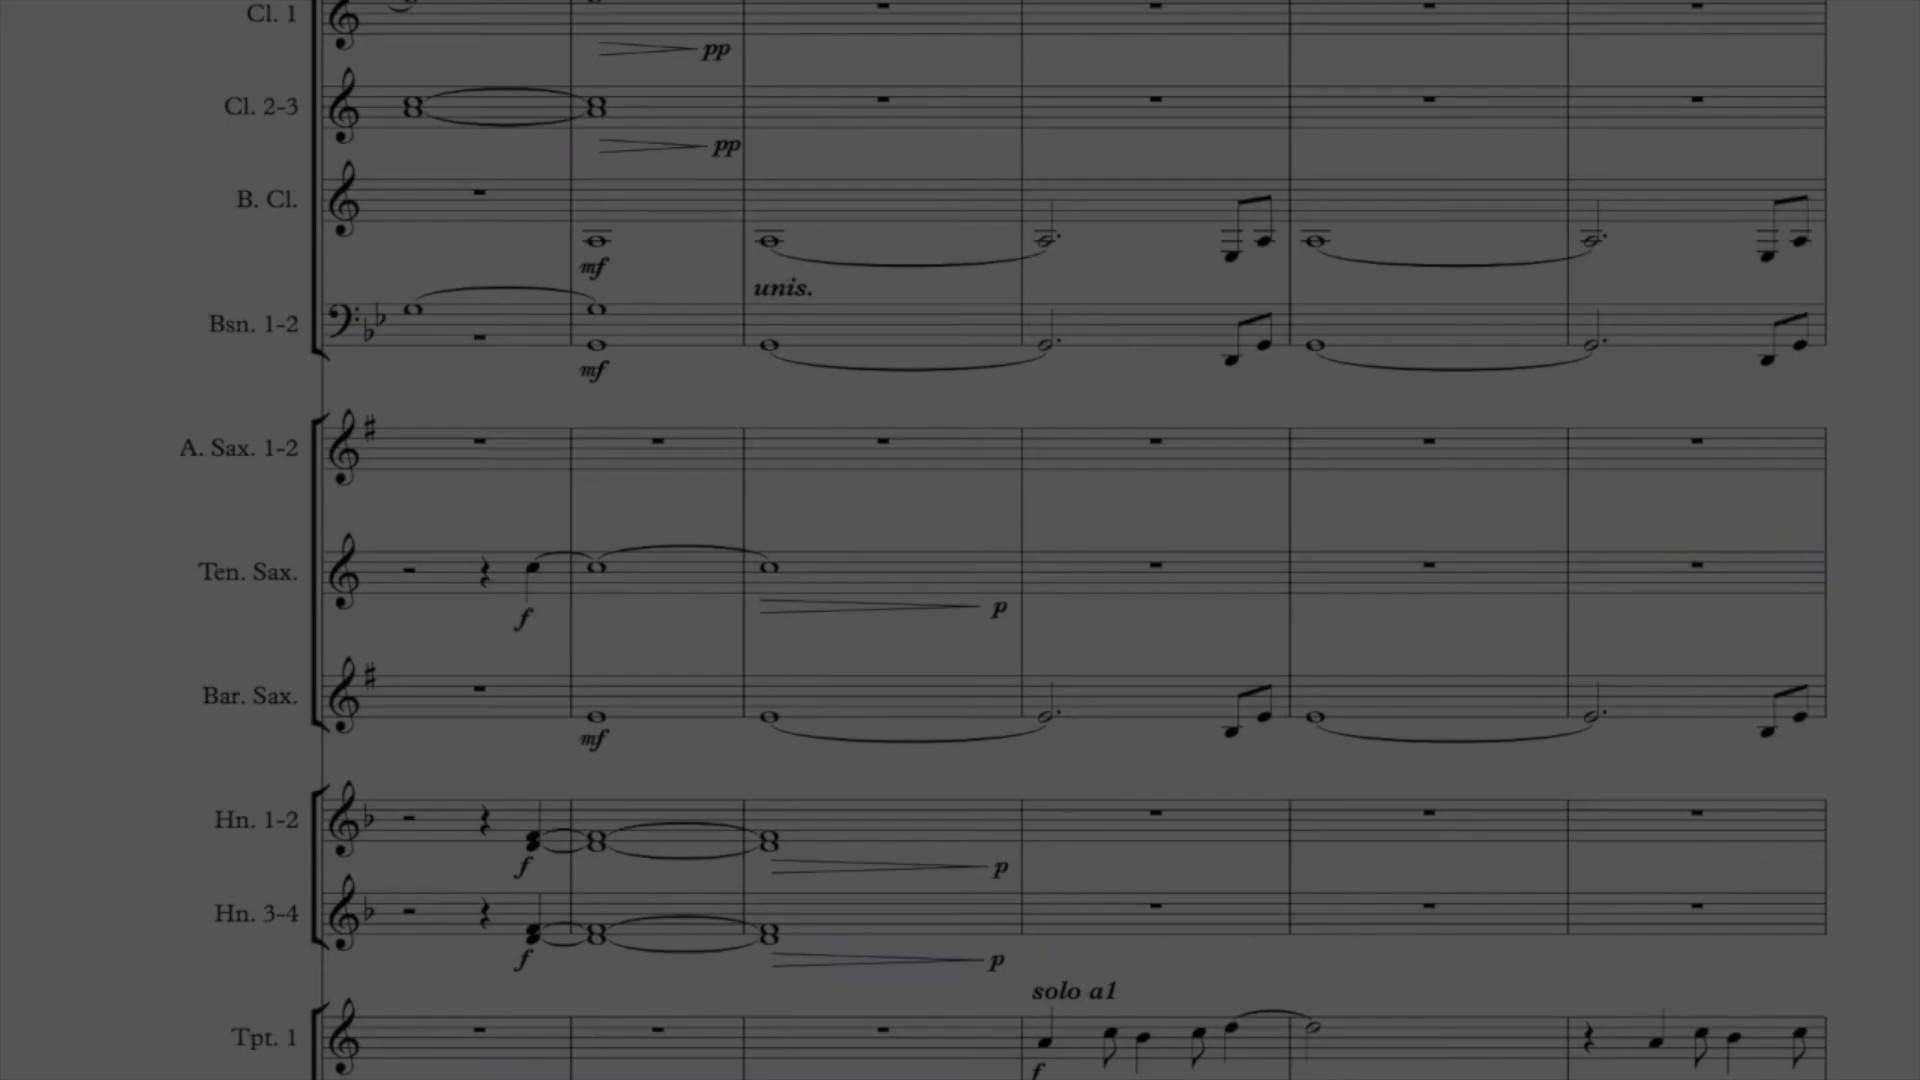 Cl. 1
pp
Cl. 2-3
pp
B. Cl.
mf
unis.
Bsn. 1-2
mf
A. Sax. 1-2
Ten. Sax.
f
p
Bar. Sax.
mf
Hn. 1-2
f
p
Hn. 3-4
f
p
solo a1
Tpt. 1
f